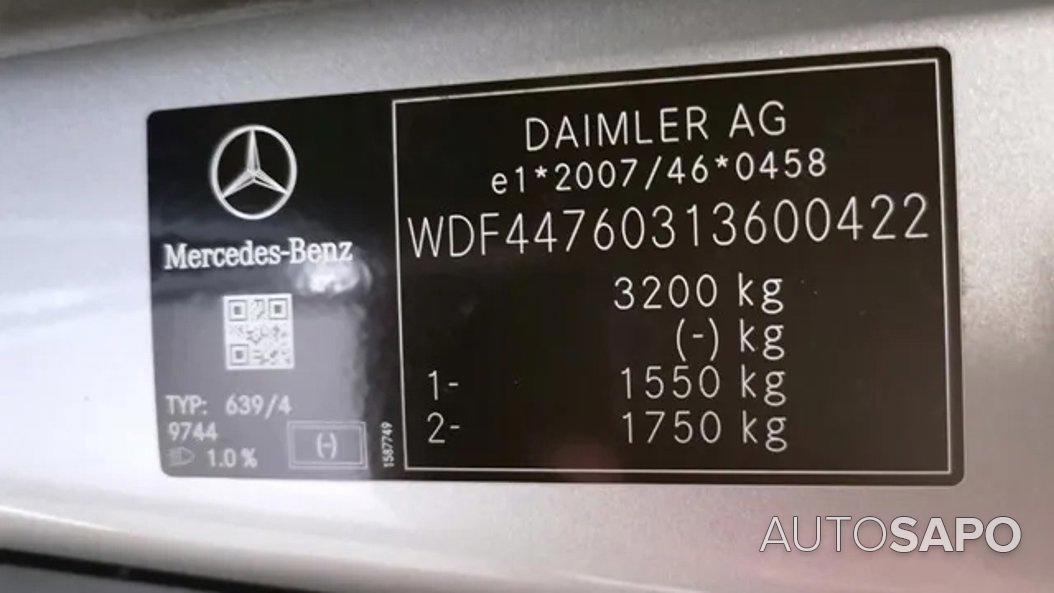 Mercedes-Benz
TYP: 639/4
9744
1.0 %
(-)
1587749
DAIMLER AG
e1*2007/46*0458
WDF44760313600422
3200 kg
(-) kg
1- 1550 kg
2- 1750 kg
AUTOSAPO